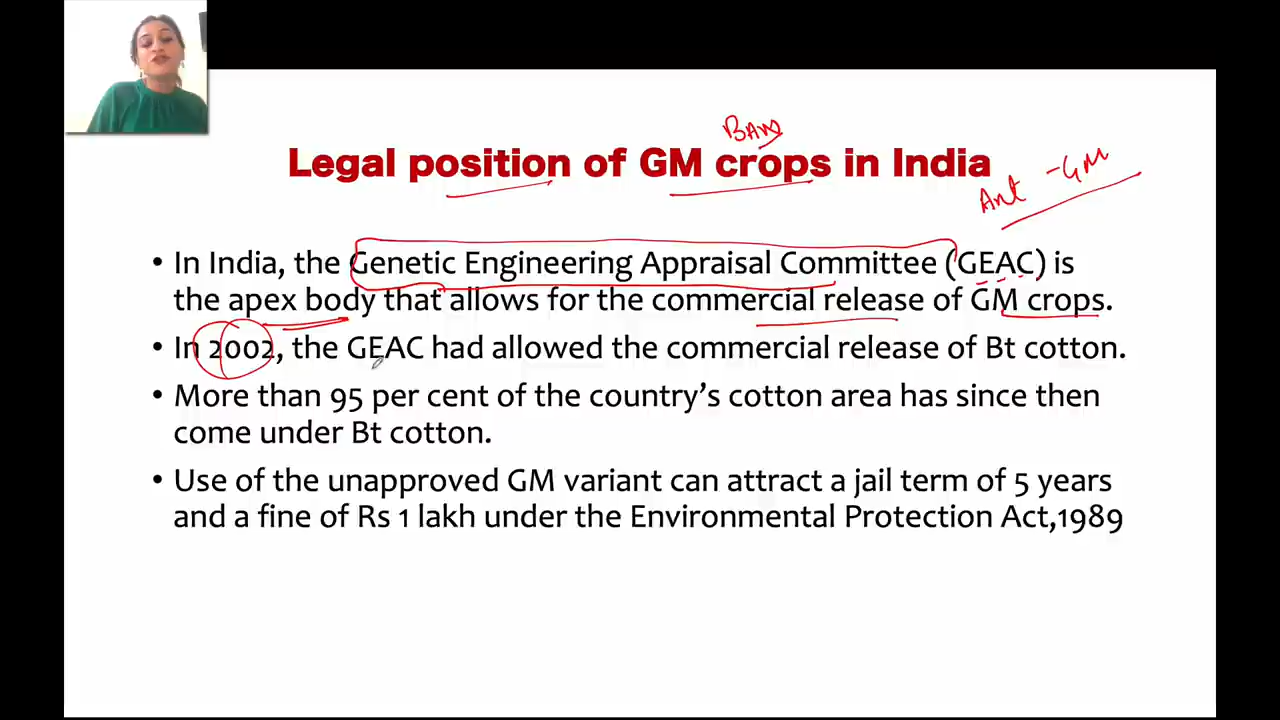 BAN
Legal position of GM crops in India
Ant -GM
• In India, the Genetic Engineering Appraisal Committee (GEAC) is
the apex body that allows for the commercial release of GM crops.
• In 2002, the GEAC had allowed the commercial release of Bt cotton.
• More than 95 per cent of the country’s cotton area has since then
come under Bt cotton.
• Use of the unapproved GM variant can attract a jail term of 5 years
and a fine of Rs 1 lakh under the Environmental Protection Act,1989